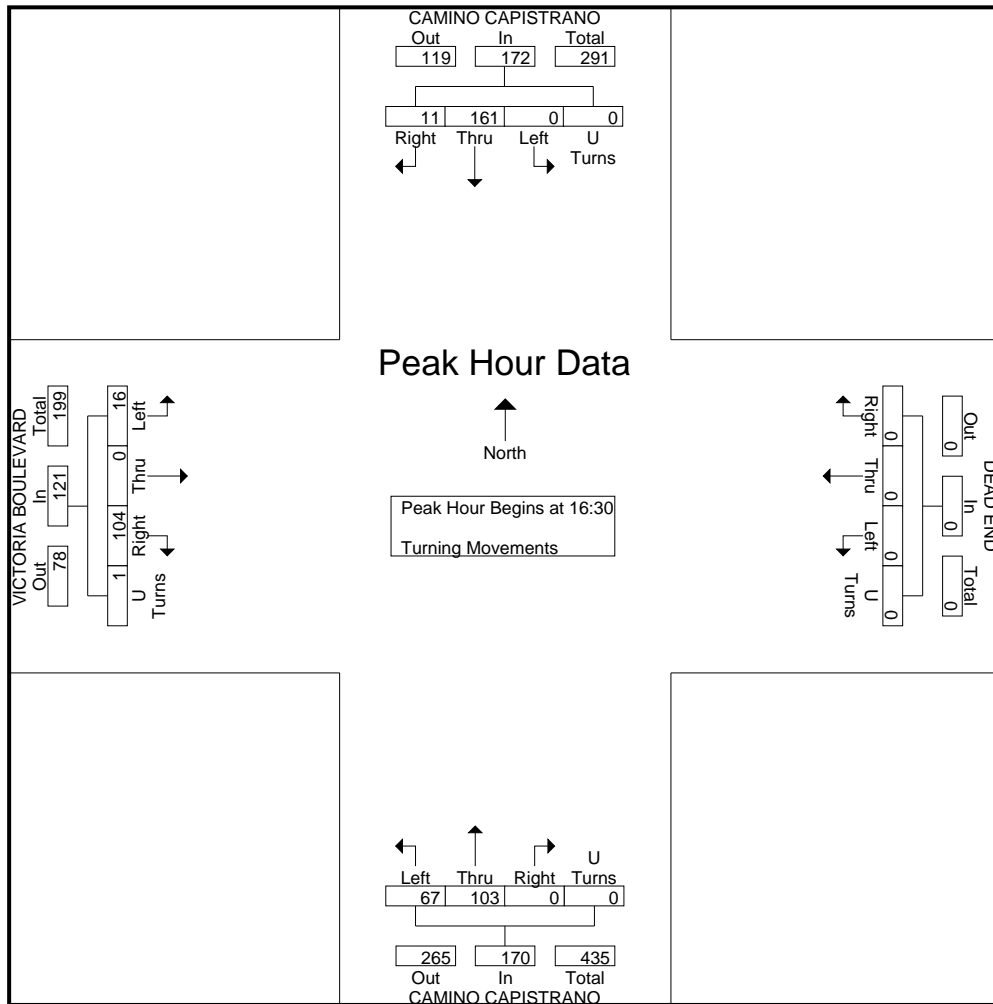 CAMINO CAPISTRANO
Out In Total
119 172 291
11 161 0 0
Right Thru Left U
Turns
Peak Hour Data
North
Peak Hour Begins at 16:30
Turning Movements
VICTORIA BOULEVARD
Total In Out
199 121 78
16 0 104 1
Left Thru Right U
Turns
DEAD END
Out In Total
0 0 0
0 0 0 0
Right Thru Left U
Turns
U
Left Thru Right Turns
67 103 0 0
265 170 435
Out In Total
CAMINO CAPISTRANO